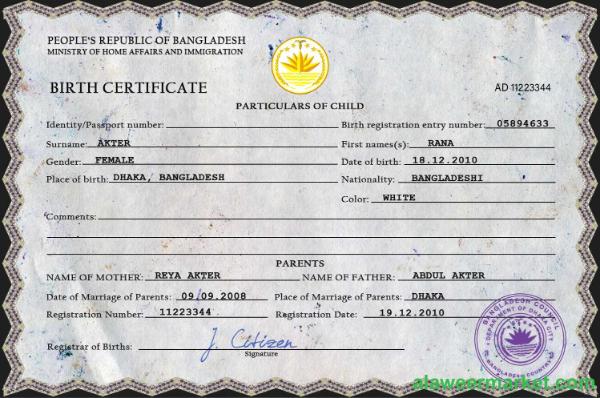 PEOPLE'S REPUBLIC OF BANGLADESH
MINISTRY OF HOME AFFAIRS AND IMMIGRATION
BIRTH CERTIFICATE
AD 11223344
PARTICULARS OF CHILD
Identity/Passport number:
Birth registration entry number: 05894633
Surname: AKTER
First names(s): RANA
Gender: FEMALE
Date of birth: 18.12.2010
Place of birth: DHAKA, BANGLADESH
Nationality: BANGLADESHI
Color: WHITE
Comments:
PARENTS
NAME OF MOTHER: REYA AKTER
NAME OF FATHER: ABDUL AKTER
Date of Marriage of Parents: 09.09.2008
Place of Marriage of Parents: DHAKA
Registration Number: 11223344
Registration Date: 19.12.2010
Registrar of Births: J. Citizen
Signature
BANGLADESH COUNTY
DEPARTMENT OF DHAKA CITY
alaweermarket.com